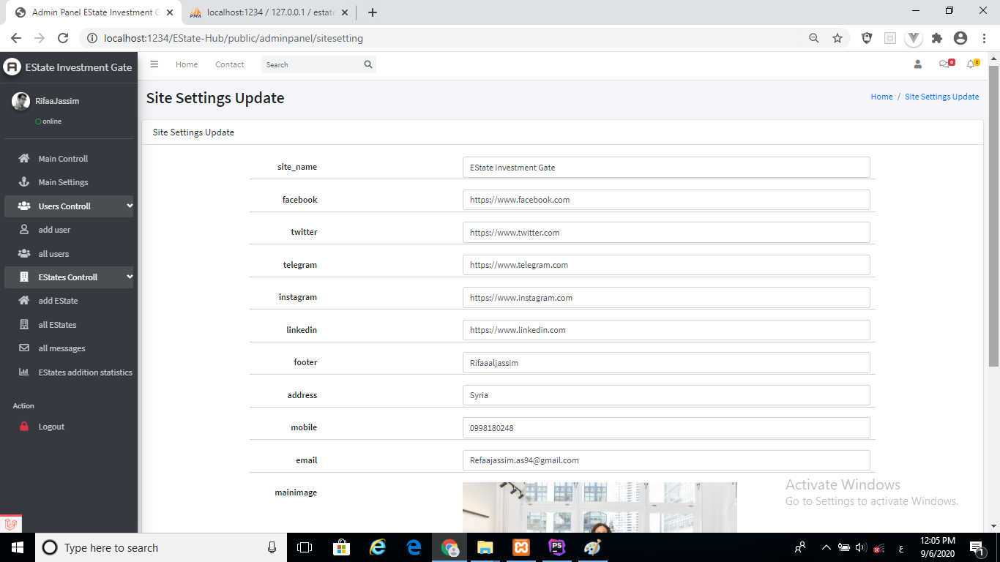 Admin Panel EState Investment G
localhost:1234 / 127.0.0.1 / estate
localhost:1234/EState-Hub/public/adminpanel/sitesetting
EState Investment Gate
Home
Contact
Search
0
0
RifaaJassim
online
Site Settings Update
Home / Site Settings Update
Main Controll
Main Settings
Users Controll
add user
all users
EStates Controll
add EState
all EStates
all messages
EStates addition statistics
Action
Logout
Site Settings Update
site_name EState Investment Gate
facebook https://www.facebook.com
twitter https://www.twitter.com
telegram https://www.telegram.com
instagram https://www.instagram.com
linkedin https://www.linkedin.com
footer Rifaaaljassim
address Syria
mobile 0998180248
email Refaajassim.as94@gmail.com
mainimage
Activate Windows
Go to Settings to activate Windows.
Type here to search
PS
ع
12:05 PM
9/6/2020
1